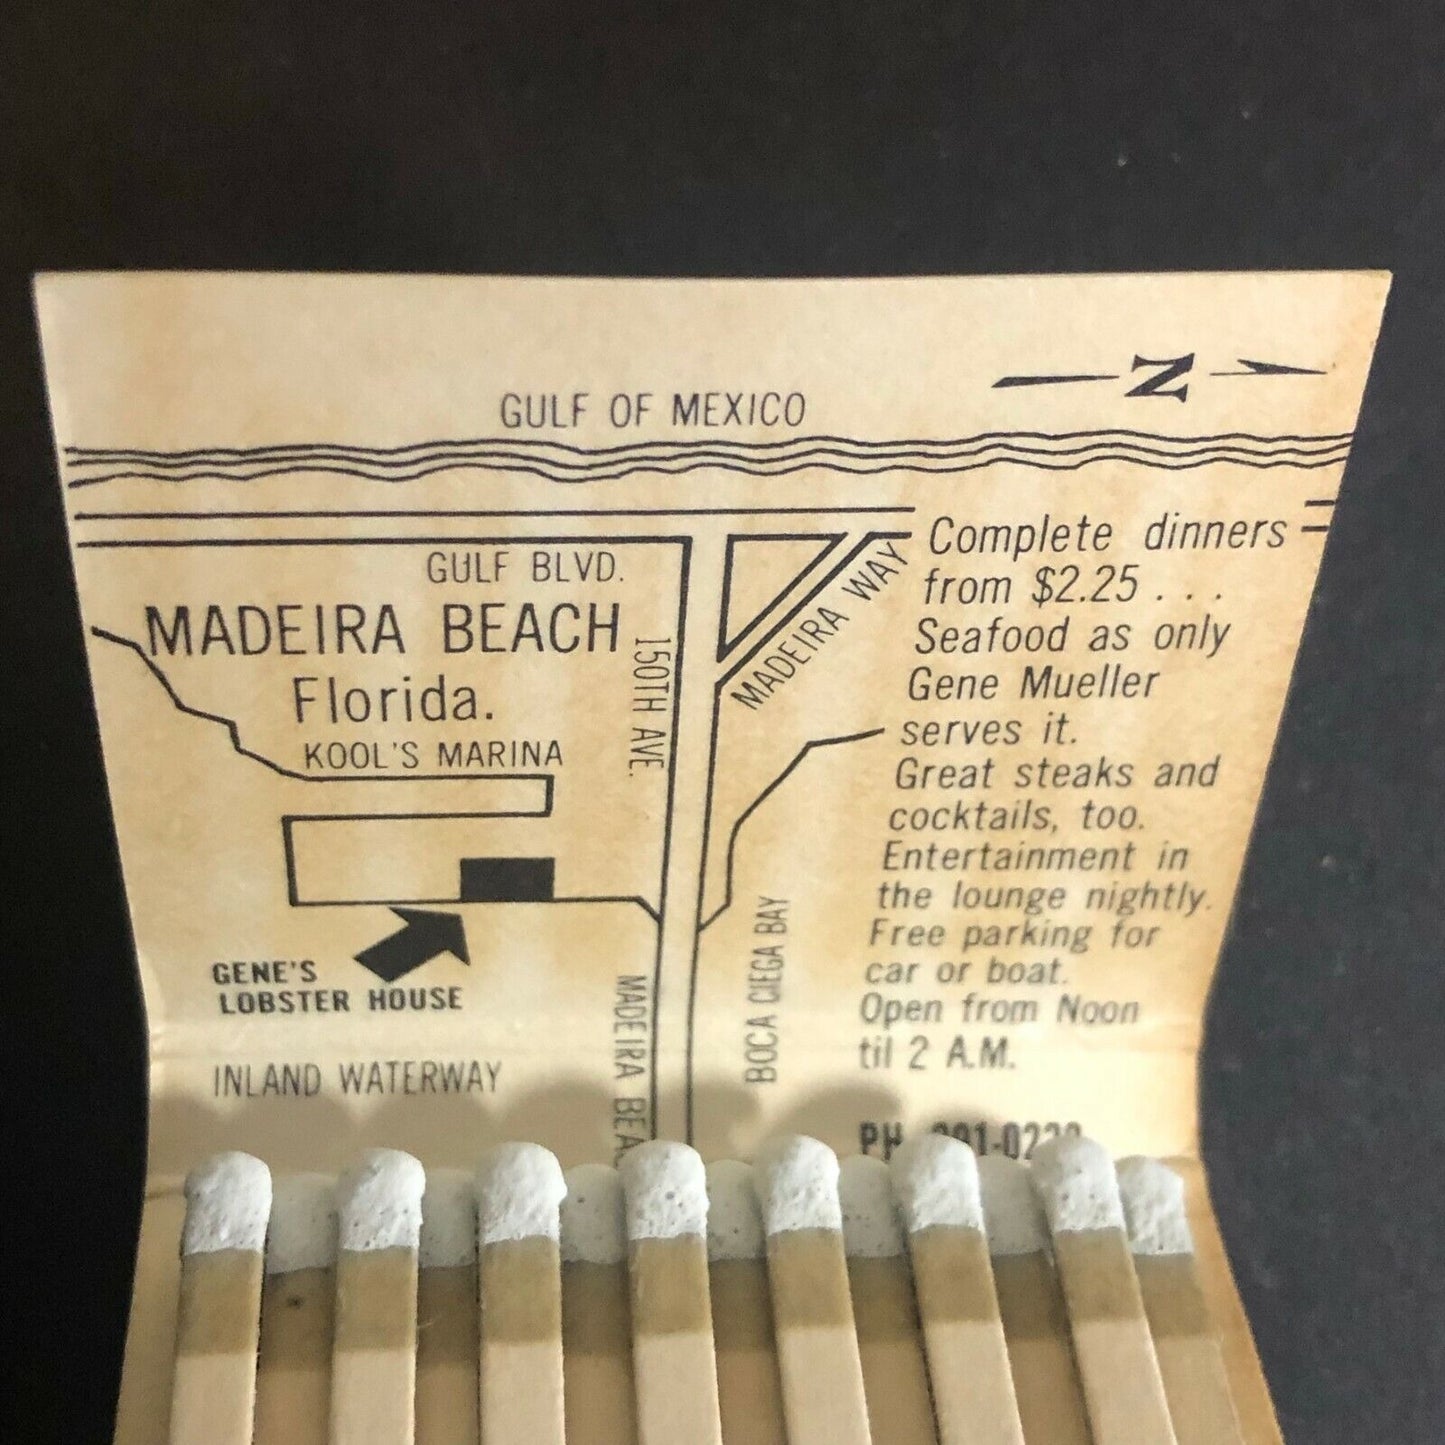 N
GULF OF MEXICO
GULF BLVD.
MADEIRA BEACH
Florida.
KOOL'S MARINA
150TH AVE.
MADEIRA WAY
GENE'S
LOBSTER HOUSE
INLAND WATERWAY
MADEIRA
BOCA CIEGA BAY
Complete dinners
from $2.25 . . .
Seafood as only
Gene Mueller
serves it.
Great steaks and
cocktails, too.
Entertainment in
the lounge nightly.
Free parking for
car or boat.
Open from Noon
til 2 A.M.
PH